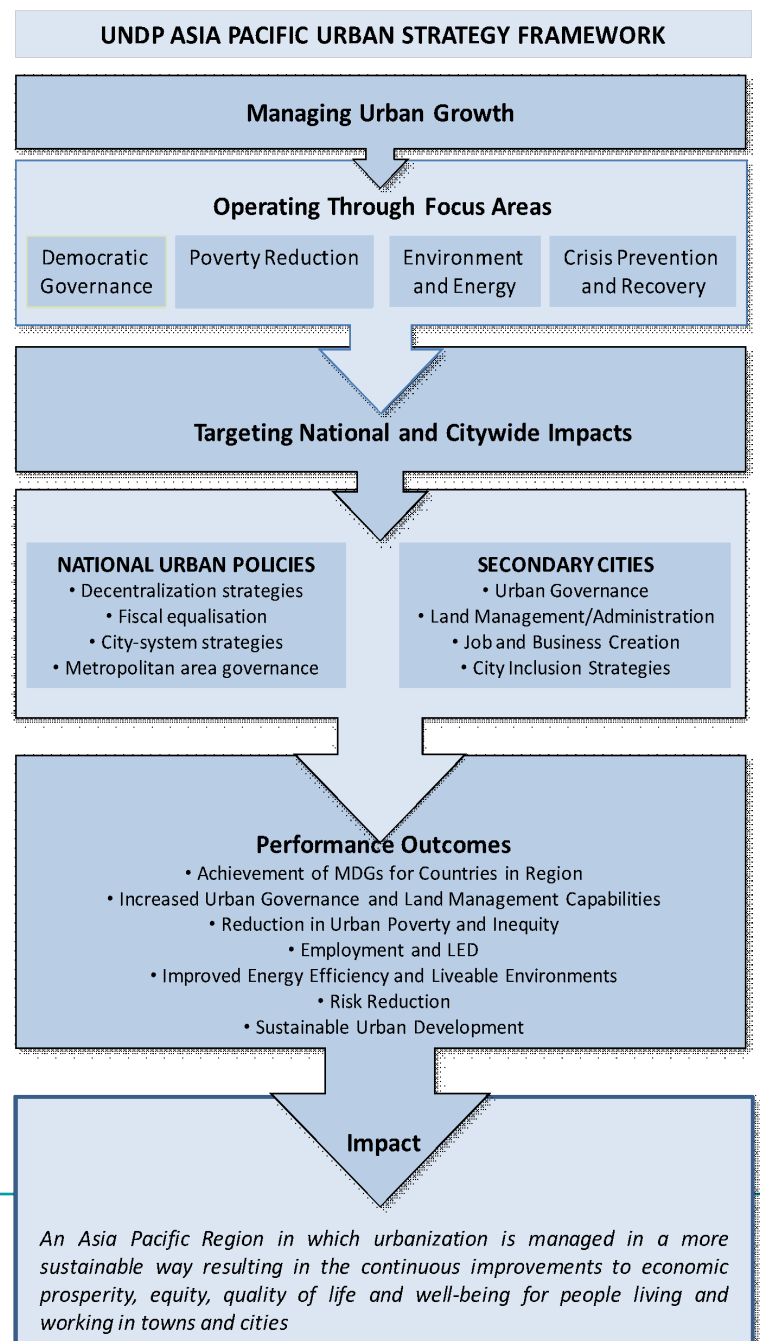 UNDP ASIA PACIFIC URBAN STRATEGY FRAMEWORK
Managing Urban Growth
Operating Through Focus Areas
Democratic
Governance
Poverty Reduction
Environment
and Energy
Crisis Prevention
and Recovery
Targeting National and Citywide Impacts
NATIONAL URBAN POLICIES
• Decentralization strategies
• Fiscal equalisation
• City-system strategies
• Metropolitan area governance
SECONDARY CITIES
• Urban Governance
• Land Management/Administration
• Job and Business Creation
• City Inclusion Strategies
Performance Outcomes
• Achievement of MDGs for Countries in Region
• Increased Urban Governance and Land Management Capabilities
• Reduction in Urban Poverty and Inequity
• Employment and LED
• Improved Energy Efficiency and Liveable Environments
• Risk Reduction
• Sustainable Urban Development
Impact
An Asia Pacific Region in which urbanization is managed in a more
sustainable way resulting in the continuous improvements to economic
prosperity, equity, quality of life and well-being for people living and
working in towns and cities